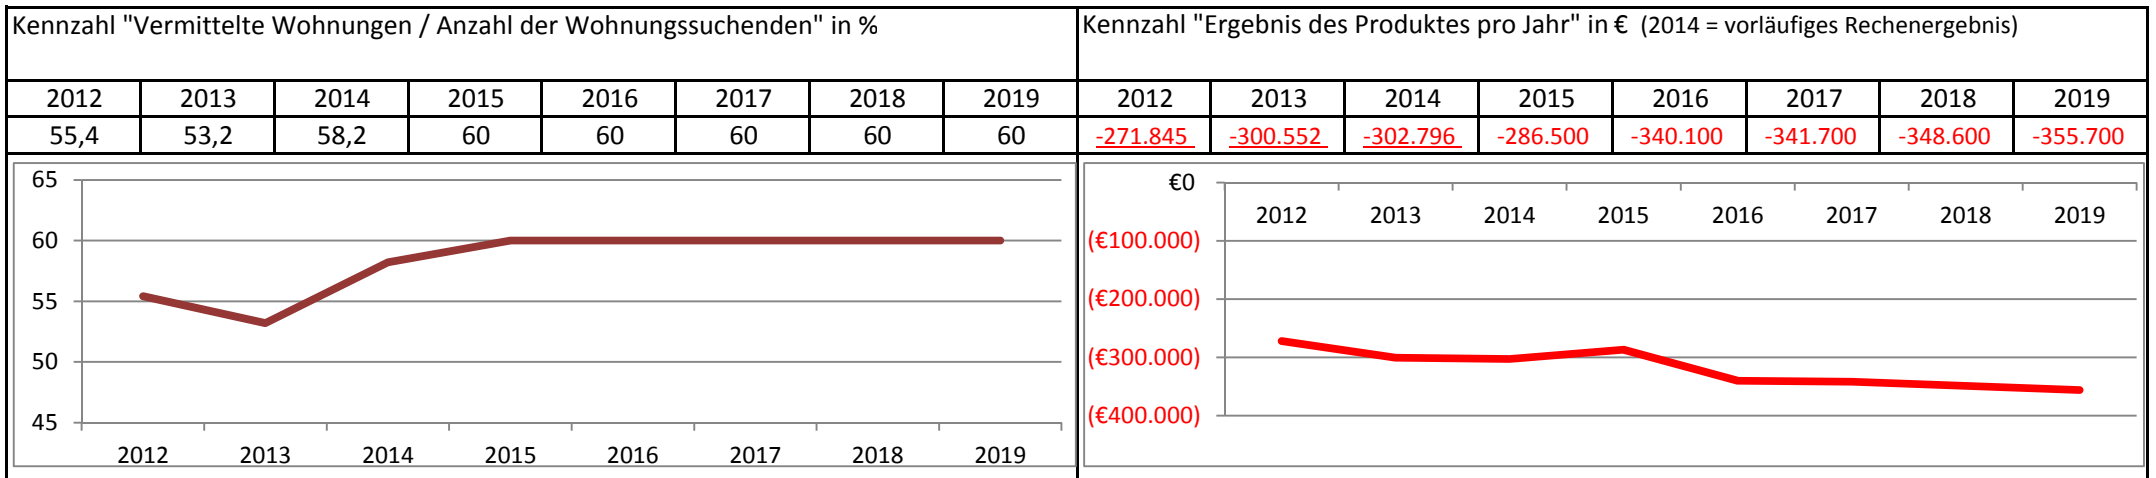 Kennzahl "Vermittelte Wohnungen / Anzahl der Wohnungssuchenden" in %
2012 2013 2014 2015 2016 2017 2018 2019
55,4 53,2 58,2 60 60 60 60 60
65
60
55
50
45
2012 2013 2014 2015 2016 2017 2018 2019
Kennzahl "Ergebnis des Produktes pro Jahr" in € (2014 = vorläufiges Rechenergebnis)
2012 2013 2014 2015 2016 2017 2018 2019
-271.845 -300.552 -302.796 -286.500 -340.100 -341.700 -348.600 -355.700
€0
2012 2013 2014 2015 2016 2017 2018 2019
(€100.000)
(€200.000)
(€300.000)
(€400.000)